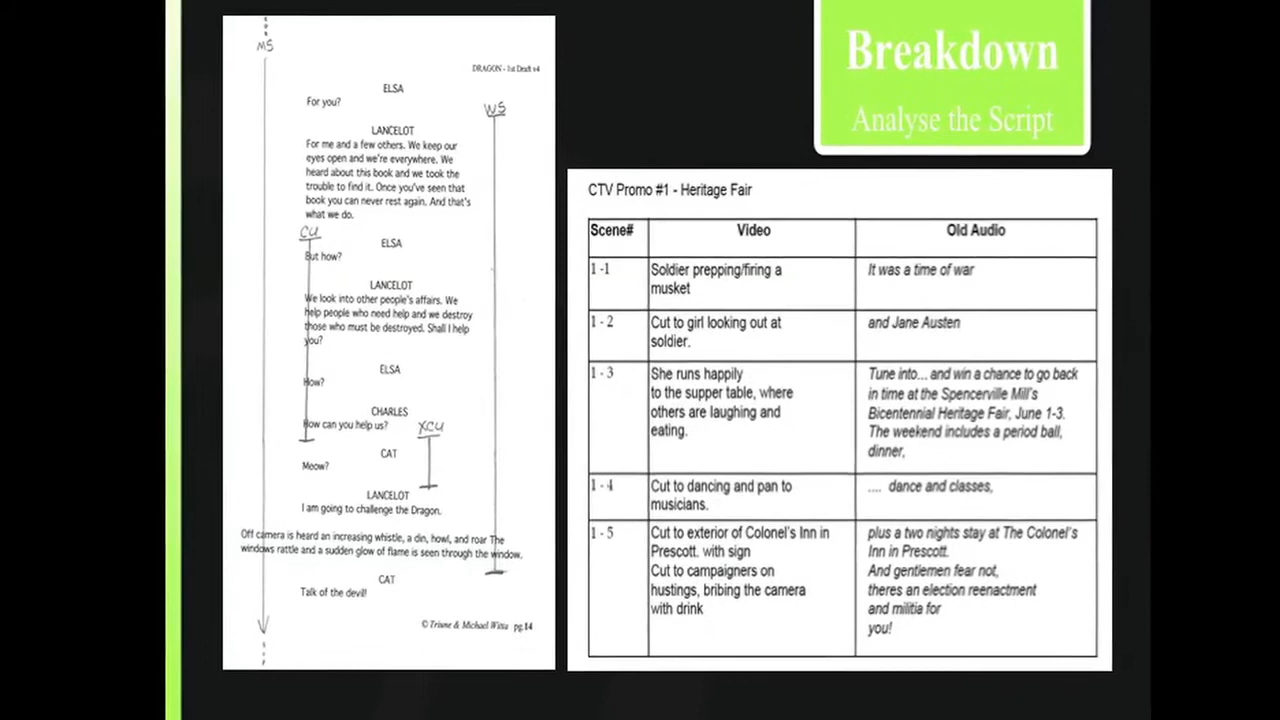 Breakdown
Analyse the Script
MS
DRAGON - 1st Draft v4
ELSA
For you?
WS
LANCELOT
For me and a few others. We keep our
eyes open and we're everywhere. We
heard about this book and we took the
trouble to find it. Once you've seen that
book you can never rest again. And that's
what we do.
CU
ELSA
But how?
LANCELOT
We look into other people's affairs. We
help people who need help and we destroy
those who must be destroyed. Shall I help
you?
ELSA
How?
CHARLES
How can you help us?
XCU
CAT
Meow?
LANCELOT
I am going to challenge the Dragon.
Off camera is heard an increasing whistle, a din, howl, and roar The
windows rattle and a sudden glow of flame is seen through the window.
CAT
Talk of the devil!
© Triune & Michael Witta pg.14
CTV Promo #1 - Heritage Fair
Scene# Video Old Audio
1 -1 Soldier prepping/firing a It was a time of war
musket
1 - 2 Cut to girl looking out at and Jane Austen
soldier.
1 - 3 She runs happily Tune into... and win a chance to go back
to the supper table, where in time at the Spencerville Mill's
others are laughing and Bicentennial Heritage Fair, June 1-3.
eating. The weekend includes a period ball,
dinner,
1 - 4 Cut to dancing and pan to .... dance and classes,
musicians.
1 - 5 Cut to exterior of Colonel's Inn in plus a two nights stay at The Colonel's
Prescott. with sign Inn in Prescott.
Cut to campaigners on And gentlemen fear not,
hustings, bribing the camera theres an election reenactment
with drink and militia for
you!